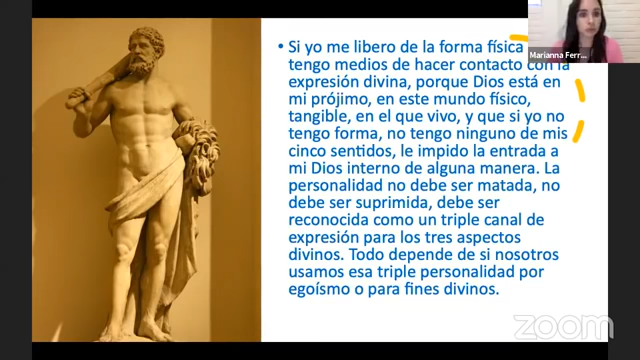 Marianna Ferr...
• Si yo me libero de la forma física
tengo medios de hacer contacto con la
expresión divina, porque Dios está en
mi prójimo, en este mundo físico,
tangible, en el que vivo, y que si yo no
tengo forma, no tengo ninguno de mis
cinco sentidos, le impido la entrada a
mi Dios interno de alguna manera. La
personalidad no debe ser matada, no
debe ser suprimida, debe ser
reconocida como un triple canal de
expresión para los tres aspectos
divinos. Todo depende de si nosotros
usamos esa triple personalidad por
egoísmo o para fines divinos.
zoom